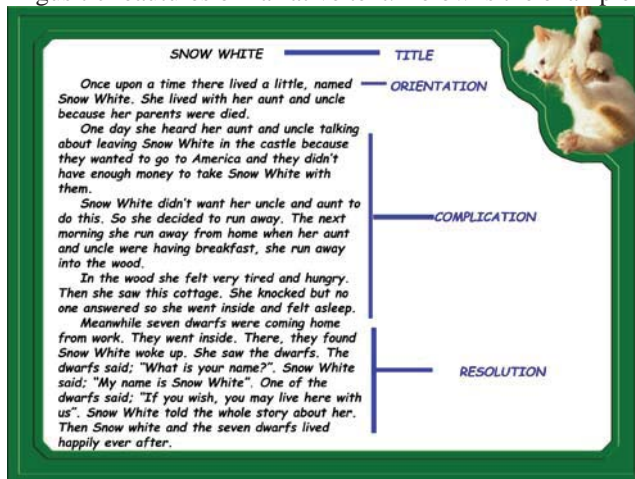 SNOW WHITE TITLE
Once upon a time there lived a little, named ORIENTATION
Snow White. She lived with her aunt and uncle
because her parents were died.
One day she heard her aunt and uncle talking
about leaving Snow White in the castle because
they wanted to go to America and they didn't
have enough money to take Snow White with
them.
Snow White didn't want her uncle and aunt to
do this. So she decided to run away. The next COMPLICATION
morning she run away from home when her aunt
and uncle were having breakfast, she run away
into the wood.
In the wood she felt very tired and hungry.
Then she saw this cottage. She knocked but no
one answered so she went inside and felt asleep.
Meanwhile seven dwarfs were coming home
from work. They went inside. There, they found
Snow White woke up. She saw the dwarfs. The
dwarfs said; "What is your name?". Snow White RESOLUTION
said; "My name is Snow White". One of the
dwarfs said; "If you wish, you may live here with
us". Snow White told the whole story about her.
Then Snow white and the seven dwarfs lived
happily ever after.